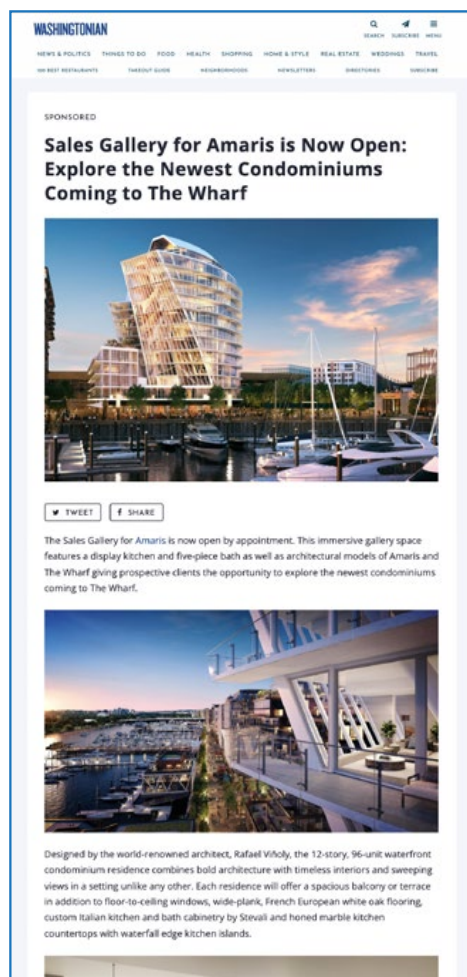 WASHINGTONIAN
SEARCH SUBSCRIBE MENU
NEWS & POLITICS THINGS TO DO FOOD HEALTH SHOPPING HOME & STYLE REAL ESTATE WEDDINGS TRAVEL
100 BEST RESTAURANTS TAKEOUT GUIDE NEIGHBORHOODS NEWSLETTERS DIRECTORIES SUBSCRIBE
SPONSORED
Sales Gallery for Amaris is Now Open:
Explore the Newest Condominiums
Coming to The Wharf
TWEET SHARE
The Sales Gallery for Amaris is now open by appointment. This immersive gallery space
features a display kitchen and five-piece bath as well as architectural models of Amaris and
The Wharf giving prospective clients the opportunity to explore the newest condominiums
coming to The Wharf.
Designed by the world-renowned architect, Rafael Viñoly, the 12-story, 96-unit waterfront
condominium residence combines bold architecture with timeless interiors and sweeping
views in a setting unlike any other. Each residence will offer a spacious balcony or terrace
in addition to floor-to-ceiling windows, wide-plank, French European white oak flooring,
custom Italian kitchen and bath cabinetry by Stevali and honed marble kitchen
countertops with waterfall edge kitchen islands.